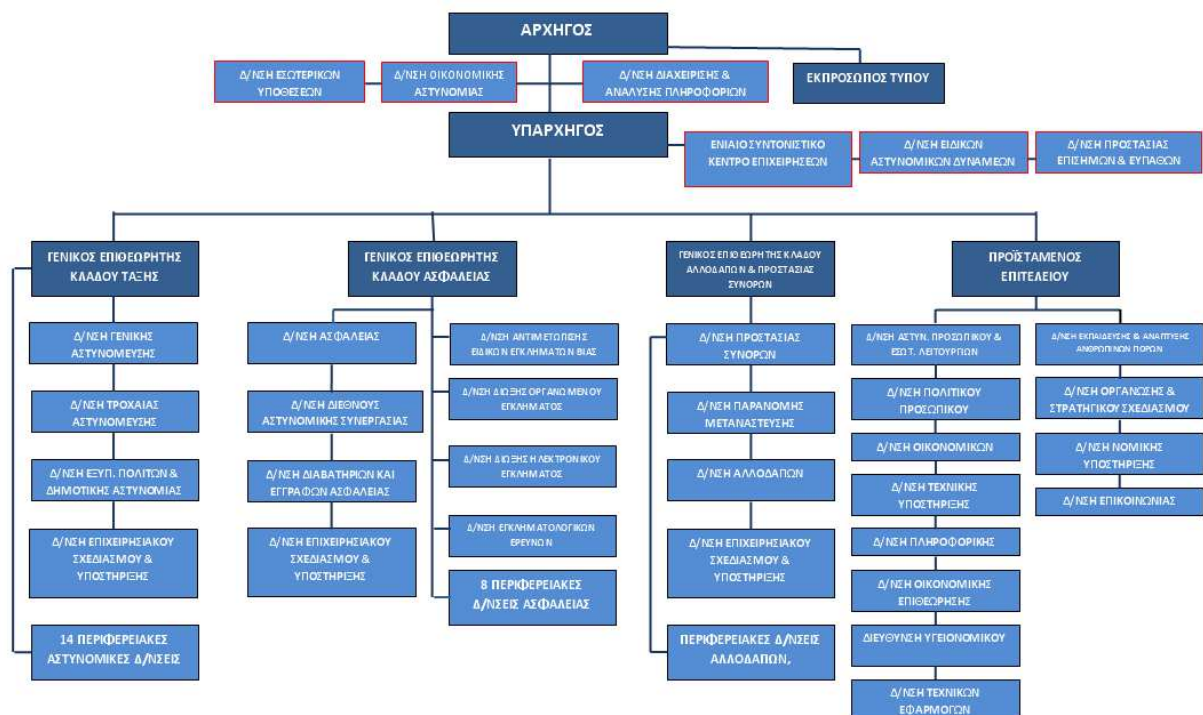 ΑΡΧΗΓΟΣ
Δ/ΝΣΗ ΕΣΩΤΕΡΙΚΩΝ
ΥΠΟΘΕΣΕΩΝ
Δ/ΝΣΗ ΟΙΚΟΝΟΜΙΚΗΣ
ΑΣΤΥΝΟΜΙΑΣ
Δ/ΝΣΗ ΔΙΑΧΕΙΡΙΣΗΣ &
ΑΝΑΛΥΣΗΣ ΠΛΗΡΟΦΟΡΙΩΝ
ΕΚΠΡΟΣΩΠΟΣ ΤΥΠΟΥ
ΥΠΑΡΧΗΓΟΣ
ΕΝΙΑΙΟ ΣΥΝΤΟΝΙΣΤΙΚΟ
ΚΕΝΤΡΟ ΕΠΙΧΕΙΡΗΣΕΩΝ
Δ/ΝΣΗ ΕΙΔΙΚΩΝ
ΑΣΤΥΝΟΜΙΚΩΝ ΔΥΝΑΜΕΩΝ
Δ/ΝΣΗ ΠΡΟΣΤΑΣΙΑΣ
ΕΠΙΣΗΜΩΝ & ΕΥΠΑΘΩΝ
ΓΕΝΙΚΟΣ ΕΠΙΘΕΩΡΗΤΗΣ
ΚΛΑΔΟΥ ΤΑΞΗΣ
Δ/ΝΣΗ ΓΕΝΙΚΗΣ
ΑΣΤΥΝΟΜΕΥΣΗΣ
Δ/ΝΣΗ ΤΡΟΧΑΙΑΣ
ΑΣΤΥΝΟΜΕΥΣΗΣ
Δ/ΝΣΗ ΕΞΥΠ. ΠΟΛΙΤΩΝ &
ΔΗΜΟΤΙΚΗΣ ΑΣΤΥΝΟΜΙΑΣ
Δ/ΝΣΗ ΕΠΙΧΕΙΡΗΣΙΑΚΟΥ
ΣΧΕΔΙΑΣΜΟΥ &
ΥΠΟΣΤΗΡΙΞΗΣ
14 ΠΕΡΙΦΕΡΕΙΑΚΕΣ
ΑΣΤΥΝΟΜΙΚΕΣ Δ/ΝΣΕΙΣ
ΓΕΝΙΚΟΣ ΕΠΙΘΕΩΡΗΤΗΣ
ΚΛΑΔΟΥ ΑΣΦΑΛΕΙΑΣ
Δ/ΝΣΗ ΑΣΦΑΛΕΙΑΣ
Δ/ΝΣΗ ΔΙΕΘΝΟΥΣ
ΑΣΤΥΝΟΜΙΚΗΣ ΣΥΝΕΡΓΑΣΙΑΣ
Δ/ΝΣΗ ΔΙΑΒΑΤΗΡΙΩΝ ΚΑΙ
ΕΓΓΡΑΦΩΝ ΑΣΦΑΛΕΙΑΣ
Δ/ΝΣΗ ΕΠΙΧΕΙΡΗΣΙΑΚΟΥ
ΣΧΕΔΙΑΣΜΟΥ &
ΥΠΟΣΤΗΡΙΞΗΣ
Δ/ΝΣΗ ΑΝΤΙΜΕΤΩΠΙΣΗΣ
ΕΙΔΙΚΩΝ ΕΓΚΛΗΜΑΤΩΝ ΒΙΑΣ
Δ/ΝΣΗ ΔΙΩΞΗΣ ΟΡΓΑΝΩΜΕΝΟΥ
ΕΓΚΛΗΜΑΤΟΣ
Δ/ΝΣΗ ΔΙΩΞΗΣ ΗΛΕΚΤΡΟΝΙΚΟΥ
ΕΓΚΛΗΜΑΤΟΣ
Δ/ΝΣΗ ΕΓΚΛΗΜΑΤΟΛΟΓΙΚΩΝ
ΕΡΕΥΝΩΝ
8 ΠΕΡΙΦΕΡΕΙΑΚΕΣ
Δ/ΝΣΕΙΣ ΑΣΦΑΛΕΙΑΣ
ΓΕΝΙΚΟΣ ΕΠΙΘΕΩΡΗΤΗΣ ΚΛΑΔΟΥ
ΑΛΛΟΔΑΠΩΝ & ΠΡΟΣΤΑΣΙΑΣ
ΣΥΝΟΡΩΝ
Δ/ΝΣΗ ΠΡΟΣΤΑΣΙΑΣ
ΣΥΝΟΡΩΝ
Δ/ΝΣΗ ΠΑΡΑΝΟΜΗΣ
ΜΕΤΑΝΑΣΤΕΥΣΗΣ
Δ/ΝΣΗ ΑΛΛΟΔΑΠΩΝ
Δ/ΝΣΗ ΕΠΙΧΕΙΡΗΣΙΑΚΟΥ
ΣΧΕΔΙΑΣΜΟΥ &
ΥΠΟΣΤΗΡΙΞΗΣ
ΠΕΡΙΦΕΡΕΙΑΚΕΣ Δ/ΝΣΕΙΣ
ΑΛΛΟΔΑΠΩΝ,
ΠΡΟΪΣΤΑΜΕΝΟΣ
ΕΠΙΤΕΛΕΙΟΥ
Δ/ΝΣΗ ΑΣΤΥΝ. ΠΡΟΣΩΠΙΚΟΥ &
ΕΣΩΤ. ΛΕΙΤΟΥΡΓΙΩΝ
Δ/ΝΣΗ ΠΟΛΙΤΙΚΟΥ
ΠΡΟΣΩΠΙΚΟΥ
Δ/ΝΣΗ ΟΙΚΟΝΟΜΙΚΩΝ
Δ/ΝΣΗ ΤΕΧΝΙΚΗΣ
ΥΠΟΣΤΗΡΙΞΗΣ
Δ/ΝΣΗ ΠΛΗΡΟΦΟΡΙΚΗΣ
Δ/ΝΣΗ ΟΙΚΟΝΟΜΙΚΗΣ
ΕΠΙΘΕΩΡΗΣΗΣ
ΔΙΕΥΘΥΝΣΗ ΥΓΕΙΟΝΟΜΙΚΟΥ
Δ/ΝΣΗ ΤΕΧΝΙΚΩΝ
ΕΦΑΡΜΟΓΩΝ
Δ/ΝΣΗ ΕΚΠΑΙΔΕΥΣΗΣ & ΑΝΑΠΤΥΞΗΣ
ΑΝΘΡΩΠΙΝΩΝ ΠΟΡΩΝ
Δ/ΝΣΗ ΟΡΓΑΝΩΣΗΣ &
ΣΤΡΑΤΗΓΙΚΟΥ ΣΧΕΔΙΑΣΜΟΥ
Δ/ΝΣΗ ΝΟΜΙΚΗΣ
ΥΠΟΣΤΗΡΙΞΗΣ
Δ/ΝΣΗ ΕΠΙΚΟΙΝΩΝΙΑΣ